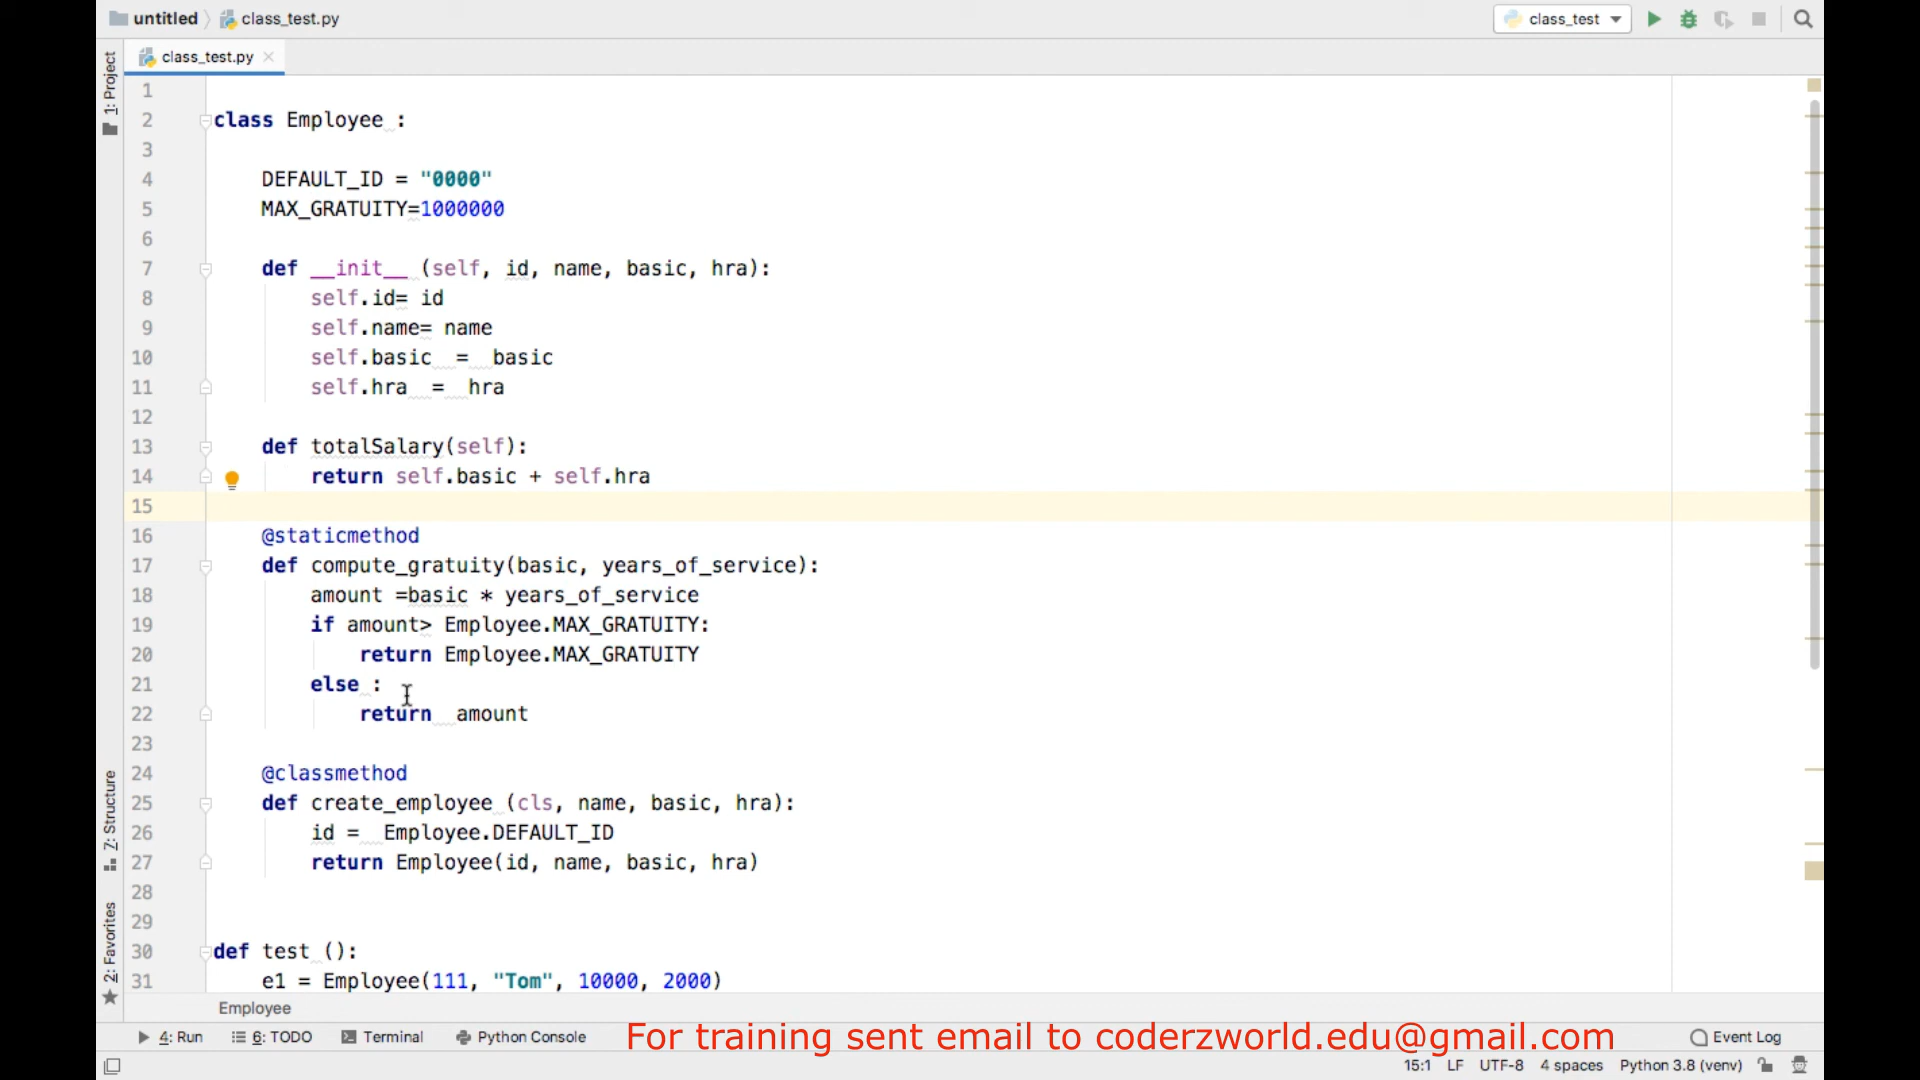 untitled class_test.py class_test
class_test.py
1: Project
1
2 class Employee :
3
4 DEFAULT_ID = "0000"
5 MAX_GRATUITY=1000000
6
7 def __init__ (self, id, name, basic, hra):
8 self.id= id
9 self.name= name
10 self.basic  =  basic
11 self.hra  =  hra
12
13 def totalSalary(self):
14 return self.basic + self.hra
15
16 @staticmethod
17 def compute_gratuity(basic, years_of_service):
18 amount =basic * years_of_service
19 if amount> Employee.MAX_GRATUITY:
20 return Employee.MAX_GRATUITY
21 else :
22 return  amount
23
24 @classmethod
25 def create_employee (cls, name, basic, hra):
26 id =  Employee.DEFAULT_ID
27 return Employee(id, name, basic, hra)
28
29
30 def test ():
31 e1 = Employee(111, "Tom", 10000, 2000)
7: Structure
2: Favorites
Employee
4: Run 6: TODO Terminal Python Console For training sent email to coderzworld.edu@gmail.com Event Log
15:1 LF UTF-8 4 spaces Python 3.8 (venv)